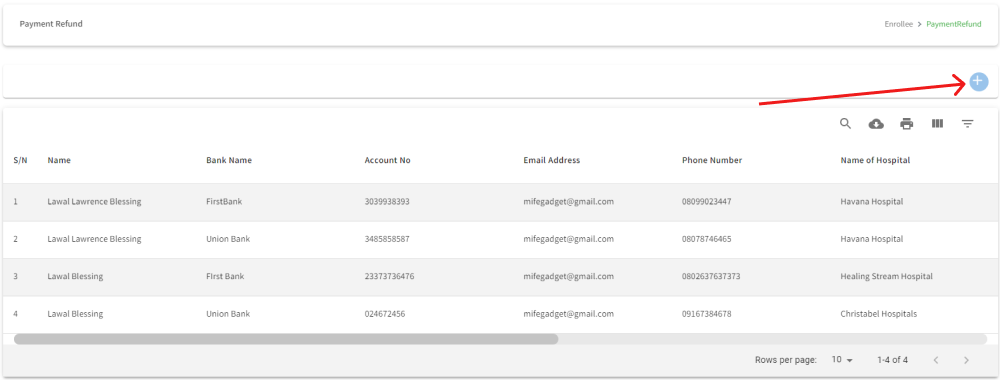 Payment Refund
Enrollee > PaymentRefund
S/N Name Bank Name Account No Email Address Phone Number Name of Hospital
1 Lawal Lawrence Blessing FirstBank 3039938393 mifegadget@gmail.com 08099023447 Havana Hospital
2 Lawal Lawrence Blessing Union Bank 3485858587 mifegadget@gmail.com 08078746465 Havana Hospital
3 Lawal Blessing FIrst Bank 23373736476 mifegadget@gmail.com 0802637637373 Healing Stream Hospital
4 Lawal Blessing Union Bank 024672456 mifegadget@gmail.com 09167384678 Christabel Hospitals
Rows per page: 10 1-4 of 4